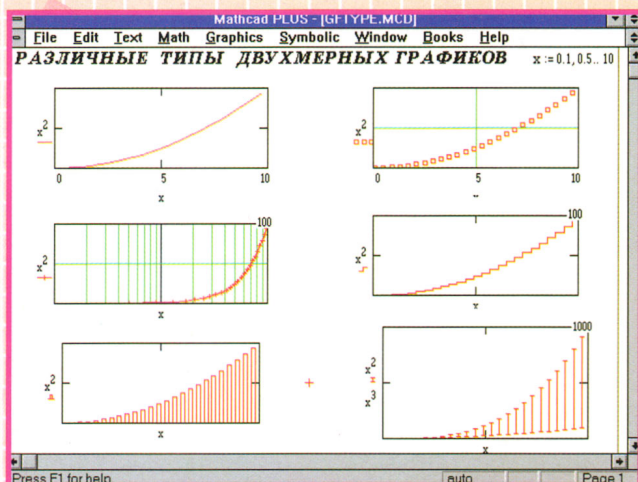 Mathcad PLUS - [GFTYPE.MCD]
File Edit Text Math Graphics Symbolic Window Books Help
РАЗЛИЧНЫЕ ТИПЫ ДВУХМЕРНЫХ ГРАФИКОВ x := 0.1, 0.5.. 10
x²
0 5 10
x
x²
0 5 10
100
x²
x
100
x²
x²
x
1000
x²
x³
x
Press F1 for help auto Page 1